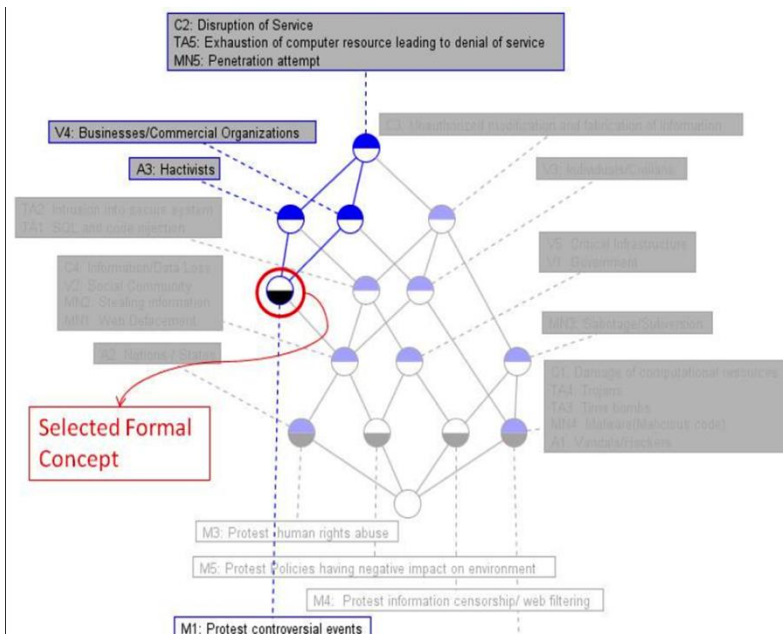 C2: Disruption of Service
TA5: Exhaustion of computer resource leading to denial of service
MN5: Penetration attempt
V4: Businesses/Commercial Organizations
C3: Unauthorized modification and fabrication of information
A3: Hactivists
V3: Individuals/Civilians
TA2: Intrusion into secure system
TA1: SQL and code injection
V5: Critical Infrastructure
V1: Government
C4: Information/Data Loss
V2: Social Community
MN2: Stealing information
MN1: Web Defacement
MN3: Sabotage/Subversion
A2: Nations / States
C1: Damage of computational resources
TA4: Trojans
TA3: Time bombs
MN4: Malware(Malicious code)
A1: Vandals/Hackers
Selected Formal
Concept
M3: Protest human rights abuse
M5: Protest Policies having negative impact on environment
M4: Protest information censorship/ web filtering
M1: Protest controversial events